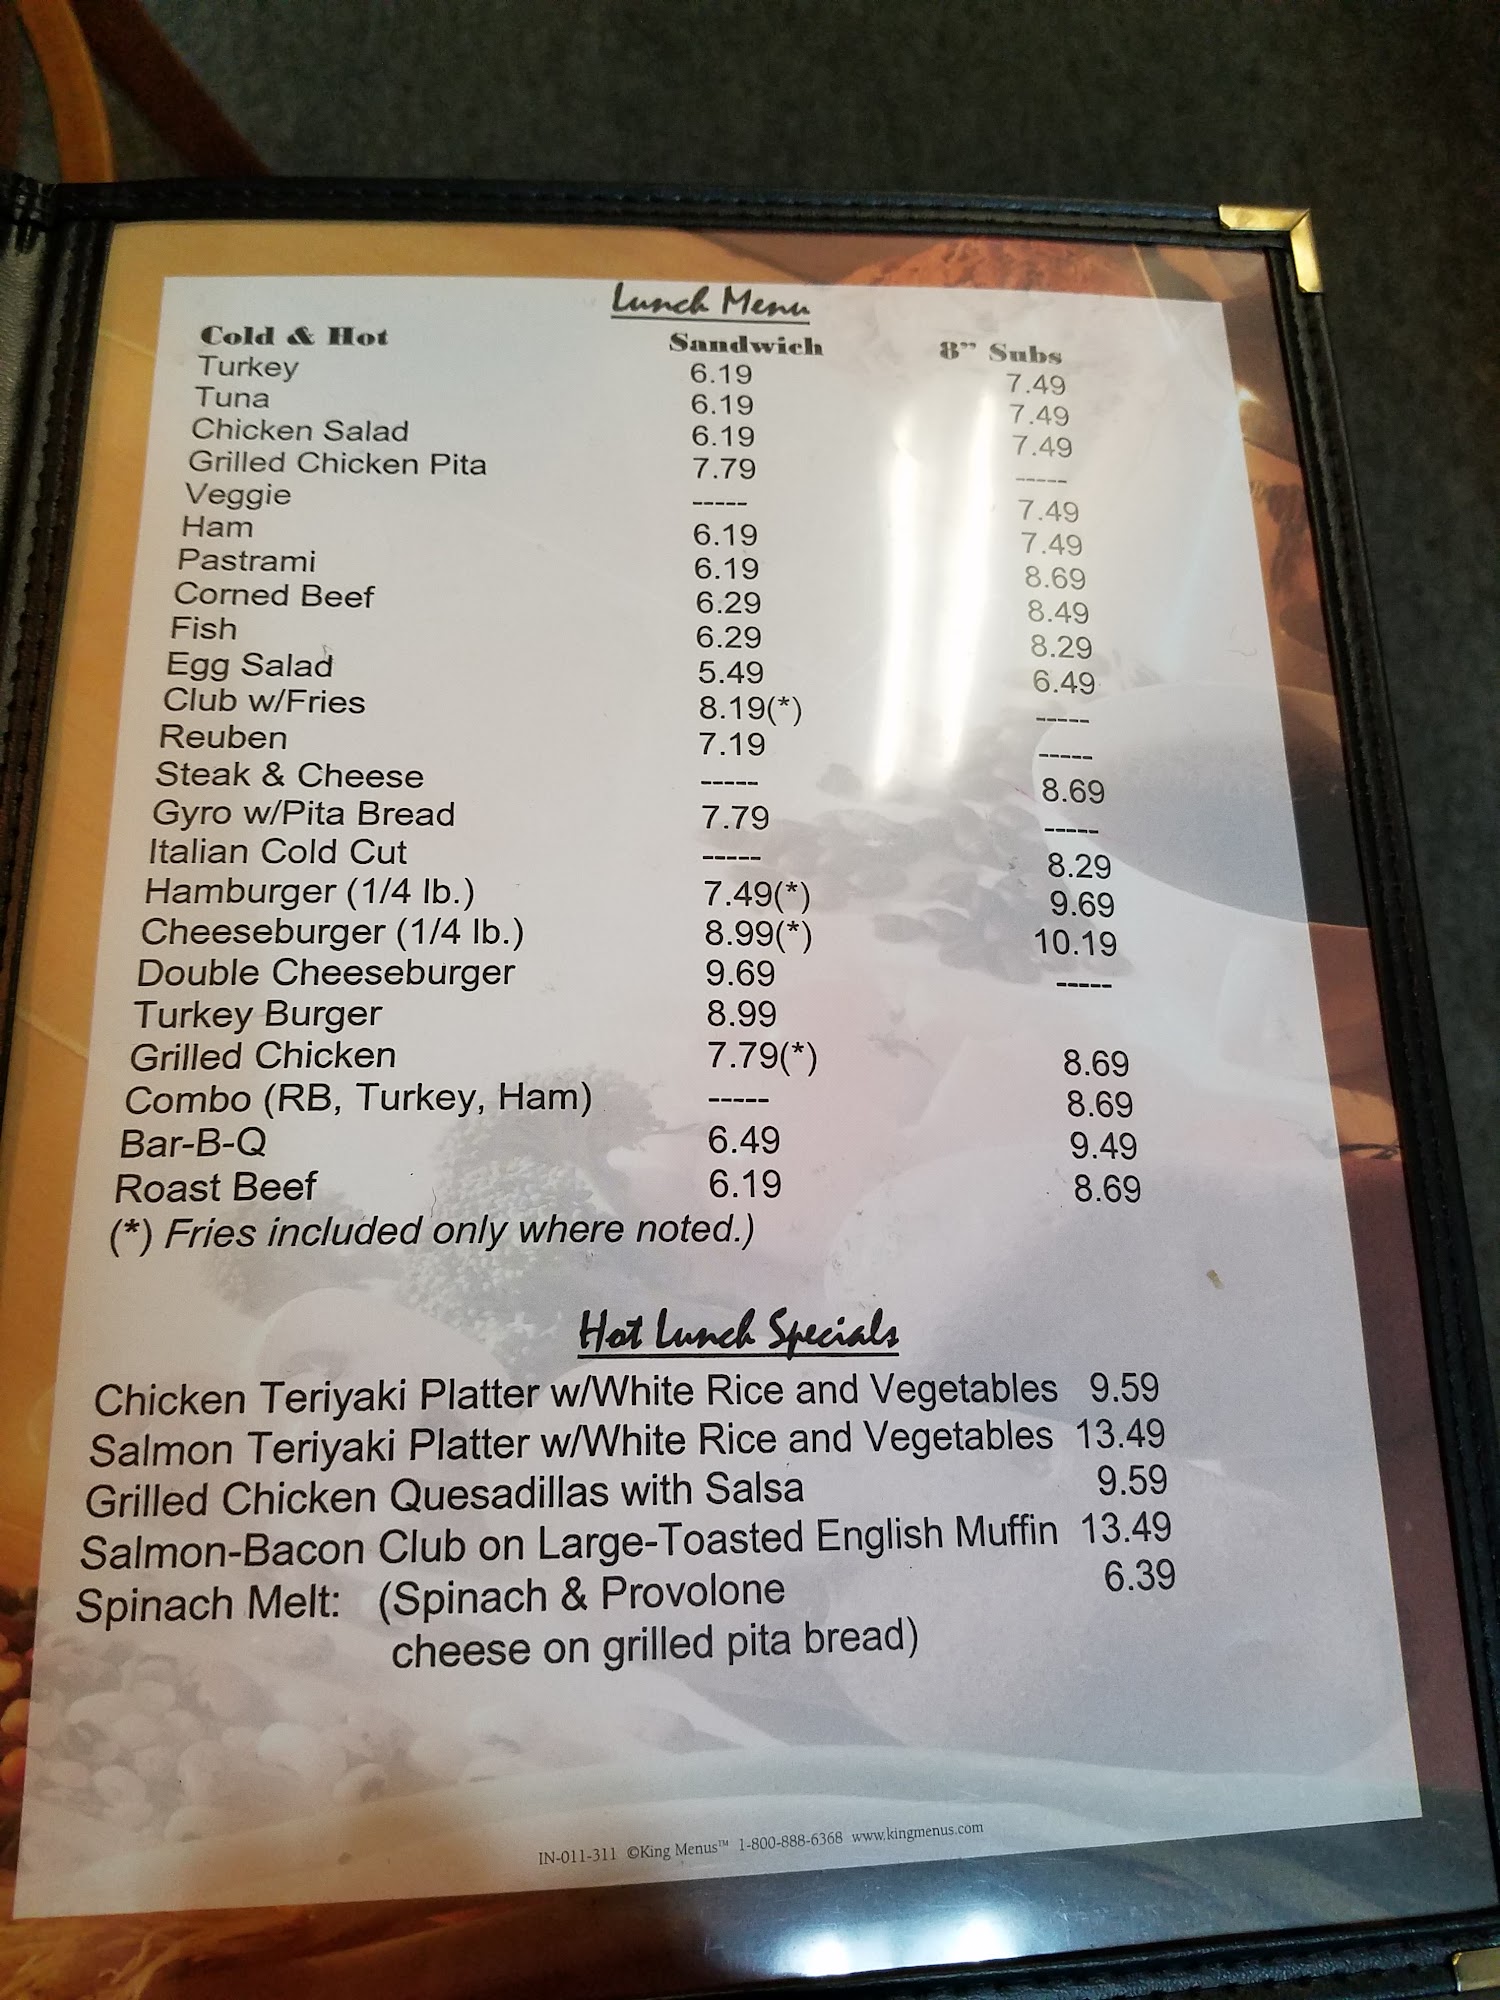 Lunch Menu
Cold & Hot Sandwich 8” Subs
Turkey 6.19 7.49
Tuna 6.19 7.49
Chicken Salad 6.19 7.49
Grilled Chicken Pita 7.79 -----
Veggie ----- 7.49
Ham 6.19 7.49
Pastrami 6.19 8.69
Corned Beef 6.29 8.49
Fish 6.29 8.29
Egg Salad 5.49 6.49
Club w/Fries 8.19(*) -----
Reuben 7.19 -----
Steak & Cheese ----- 8.69
Gyro w/Pita Bread 7.79 -----
Italian Cold Cut ----- 8.29
Hamburger (1/4 lb.) 7.49(*) 9.69
Cheeseburger (1/4 lb.) 8.99(*) 10.19
Double Cheeseburger 9.69 -----
Turkey Burger 8.99
Grilled Chicken 7.79(*) 8.69
Combo (RB, Turkey, Ham) ----- 8.69
Bar-B-Q 6.49 9.49
Roast Beef 6.19 8.69
(*) Fries included only where noted.)
Hot Lunch Specials
Chicken Teriyaki Platter w/White Rice and Vegetables 9.59
Salmon Teriyaki Platter w/White Rice and Vegetables 13.49
Grilled Chicken Quesadillas with Salsa 9.59
Salmon-Bacon Club on Large-Toasted English Muffin 13.49
Spinach Melt: (Spinach & Provolone 6.39
cheese on grilled pita bread)
IN-011-311 ©King Menus™ 1-800-888-6368 www.kingmenus.com